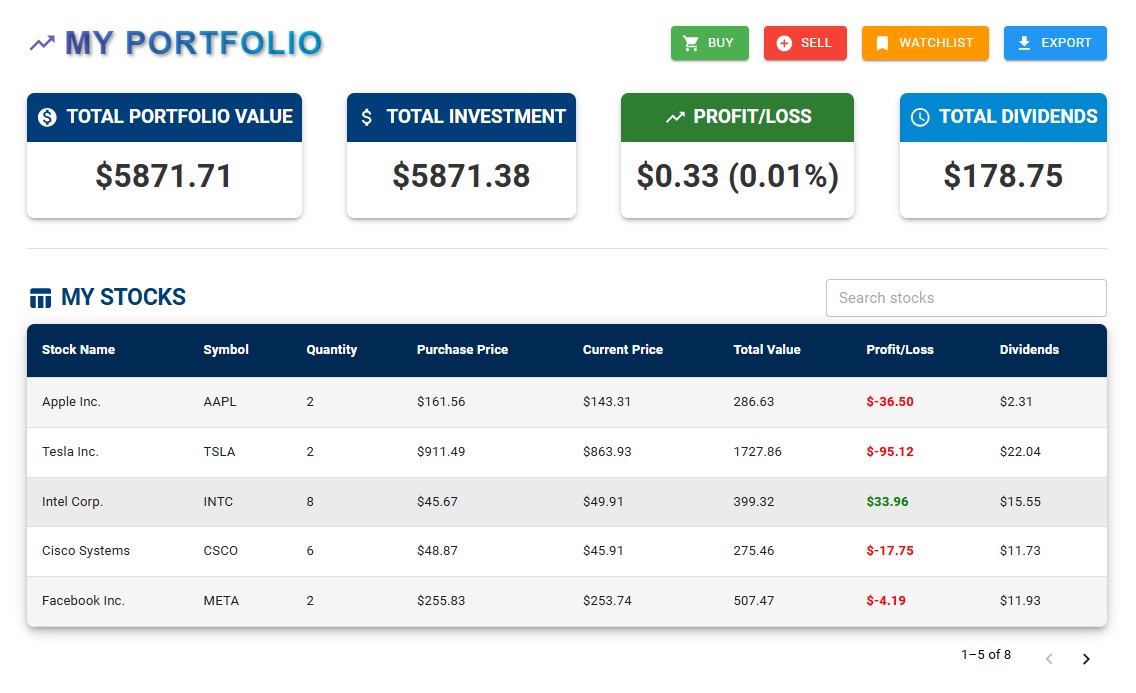 MY PORTFOLIO BUY SELL WATCHLIST EXPORT
TOTAL PORTFOLIO VALUE TOTAL INVESTMENT PROFIT/LOSS TOTAL DIVIDENDS
$5871.71 $5871.38 $0.33 (0.01%) $178.75
MY STOCKS Search stocks
Stock Name Symbol Quantity Purchase Price Current Price Total Value Profit/Loss Dividends
Apple Inc. AAPL 2 $161.56 $143.31 286.63 $-36.50 $2.31
Tesla Inc. TSLA 2 $911.49 $863.93 1727.86 $-95.12 $22.04
Intel Corp. INTC 8 $45.67 $49.91 399.32 $33.96 $15.55
Cisco Systems CSCO 6 $48.87 $45.91 275.46 $-17.75 $11.73
Facebook Inc. META 2 $255.83 $253.74 507.47 $-4.19 $11.93
1–5 of 8